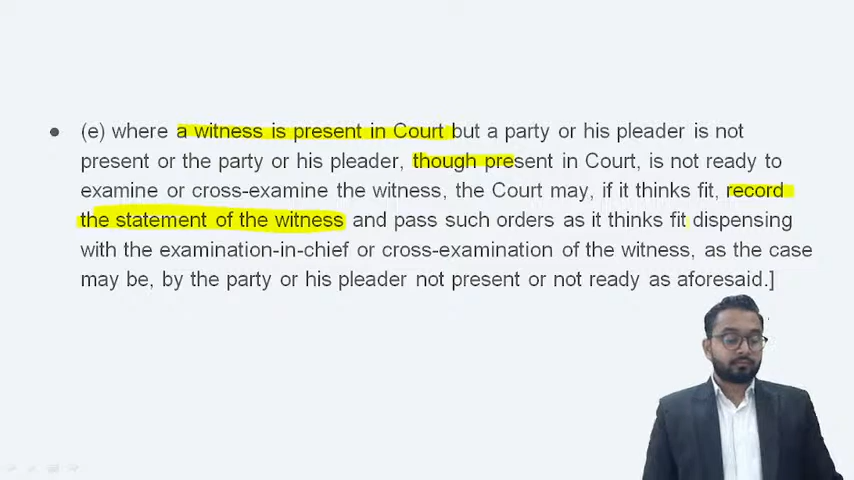 ● (e) where a witness is present in Court but a party or his pleader is not
present or the party or his pleader, though present in Court, is not ready to
examine or cross-examine the witness, the Court may, if it thinks fit, record
the statement of the witness and pass such orders as it thinks fit dispensing
with the examination-in-chief or cross-examination of the witness, as the case
may be, by the party or his pleader not present or not ready as aforesaid.]